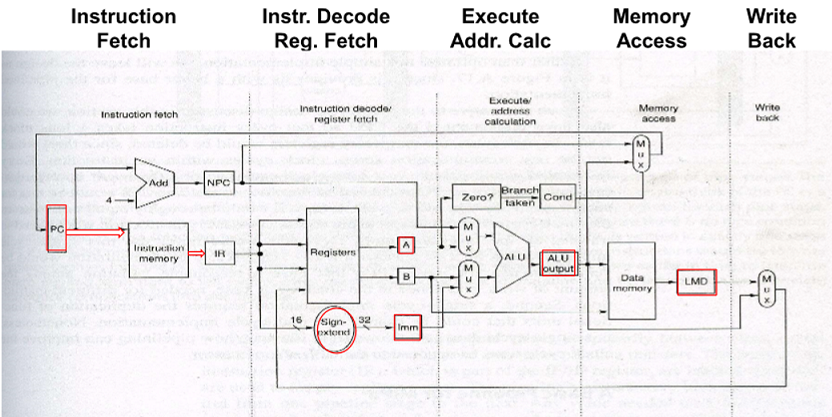 Instruction
Fetch
Instr. Decode
Reg. Fetch
Execute
Addr. Calc
Memory
Access
Write
Back
Instruction fetch
Instruction decode/
register fetch
Execute/
address
calculation
Memory
access
Write
back
M
u
x
Add
NPC
4
Zero?
Branch
taken
Cond
PC
Instruction
memory
IR
Registers
A
B
M
u
x
M
u
x
ALU
ALU
output
Data
memory
LMD
M
u
x
16
Sign-
extend
32
Imm